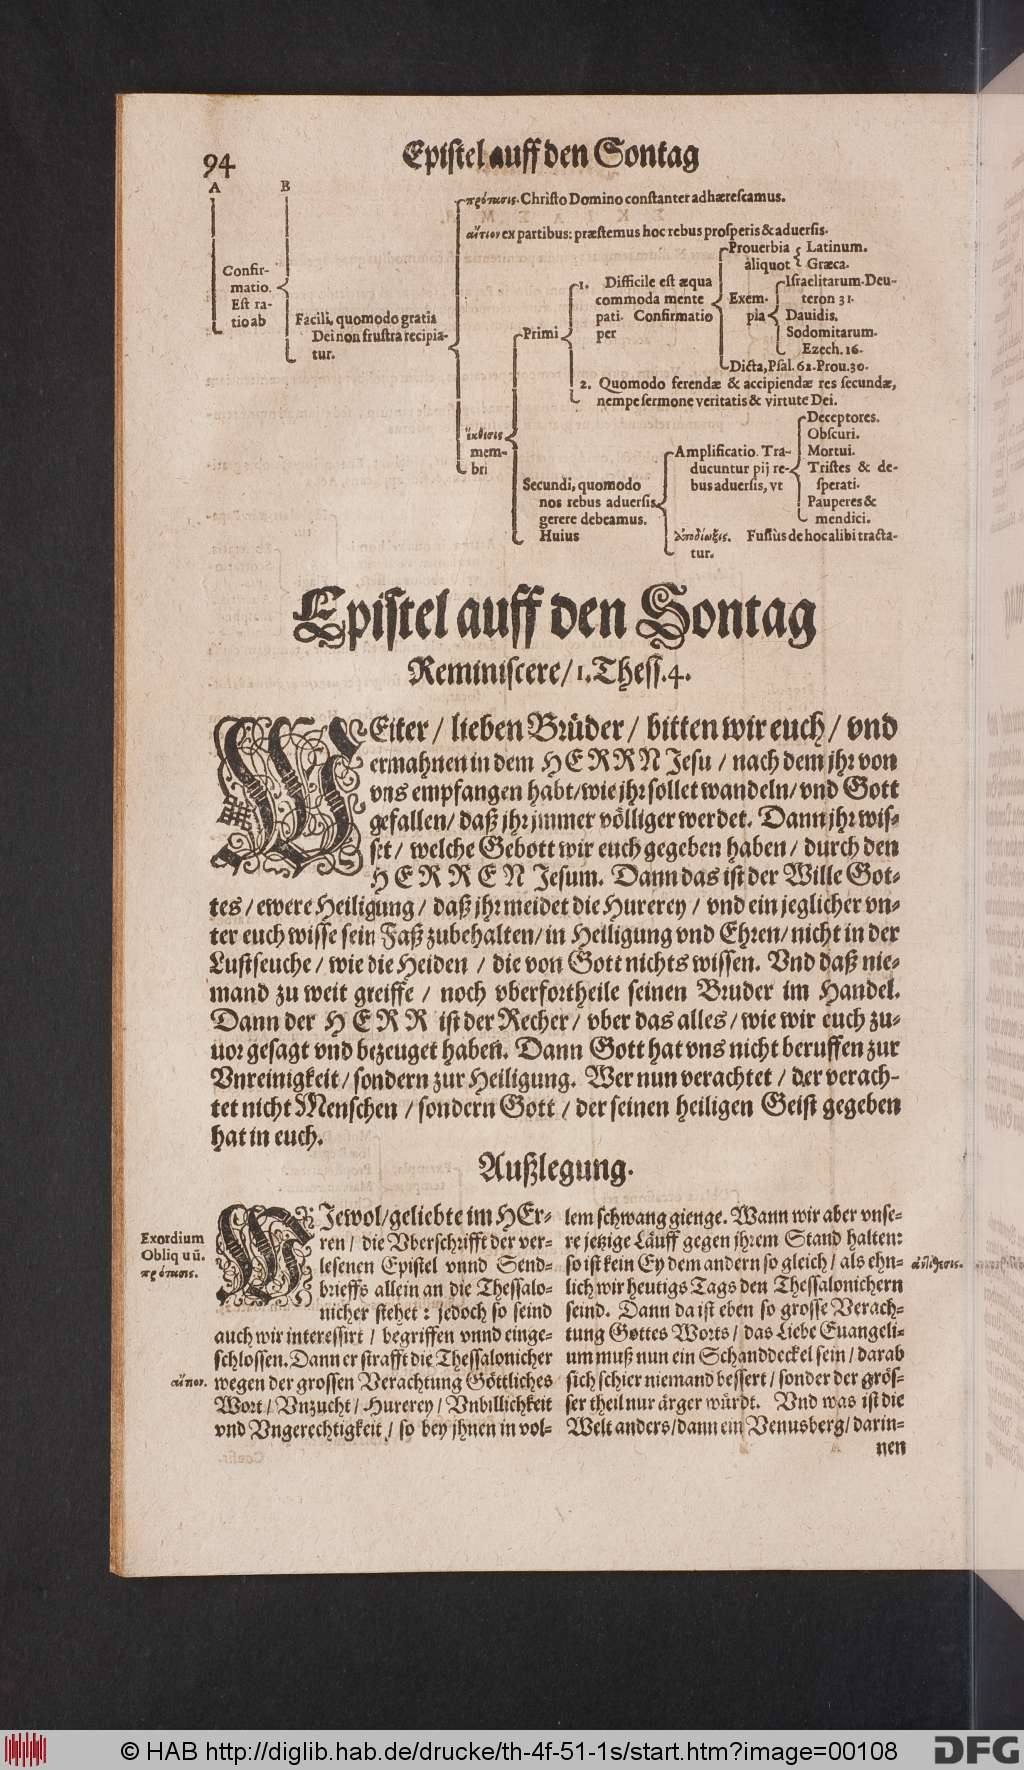 94
Epistel auff den Sontag
A B
πρότασις. Christo Domino constanter adhærescamus.
αἴτιον ex partibus: præstemus hoc rebus prosperis & aduersis.
Confir-
matio.
Est ra-
tio ab
Facili, quomodo gratia
Dei non frustra recipia-
tur.
ἔκθεσις
mem-
bri
Primi
1. Difficile est æqua
commoda mente
pati. Confirmatio
per
Prouerbia
aliquot
Latinum.
Græca.
Exem-
pla
Israelitarum. Deu-
teron 31.
Dauidis.
Sodomitarum.
Ezech. 16.
Dicta, Psal. 62. Prou. 30.
2. Quomodo ferendæ & accipiendæ res secundæ,
nempe sermone veritatis & virtute Dei.
Secundi, quomodo
nos rebus aduersis
gerere debeamus.
Huius
Amplificatio. Tra-
ducuntur pij re-
bus aduersis, vt
Deceptores.
Obscuri.
Mortui.
Tristes & de-
sperati.
Pauperes &
mendici.
ἀποδίωξις. Fusiùs de hoc alibi tracta-
tur.
Epistel auff den Sontag
Reminiscere / 1. Thess. 4.
WEiter / lieben Brüder / bitten wir euch / vnd
ermahnen in dem HERRN Jesu / nach dem jhr von
vns empfangen habt / wie jhr sollet wandeln / vnd Gott
gefallen / daß jhr jmmer völliger werdet. Dann jhr wis-
set / welche Gebott wir euch gegeben haben / durch den
HERREN Jesum. Dann das ist der Wille Got-
tes / ewere Heiligung / daß jhr meidet die Hurerey / vnd ein jeglicher vn-
ter euch wisse sein Faß zubehalten / in Heiligung vnd Ehren / nicht in der
Lustseuche / wie die Heiden / die von Gott nichts wissen. Vnd daß nie-
mand zu weit greiffe / noch vberfortheile seinen Bruder im Handel.
Dann der HERR ist der Recher / vber das alles / wie wir euch zu-
uor gesagt vnd bezeuget haben. Dann Gott hat vns nicht beruffen zur
Vnreinigkeit / sondern zur Heiligung. Wer nun verachtet / der verach-
tet nicht Menschen / sondern Gott / der seinen heiligen Geist gegeben
hat in euch.
Außlegung.
Exordium
Obliquũ.
πρότασις.
WJewol / geliebte im HEr-
ren / die Vberschrifft der ver-
lesenen Epistel vnnd Send-
brieffs allein an die Thessalo-
nicher stehet : jedoch so seind
auch wir interessirt / begriffen vnnd einge-
schlossen. Dann er strafft die Thessalonicher
αἴτιον.
wegen der grossen Verachtung Göttliches
Wort / Vnzucht / Hurerey / Vnbillichkeit
vnd Vngerechtigkeit / so bey jhnen in vol-
lem schwang gienge. Wann wir aber vnse-
re jetzige Läuff gegen jhrem Stand halten:
so ist kein Ey dem andern so gleich / als ehn-
lich wir heutigs Tags den Thessalonichern
seind. Dann da ist eben so grosse Verach-
tung Gottes Worts / das Liebe Euangeli-
um muß nun ein Schanddeckel sein / darab
sich schier niemand bessert / sonder der grös-
ser theil nur ärger würdt. Vnd was ist die
Welt anders / dann ein Venusberg / darin-
nen
© HAB http://diglib.hab.de/drucke/th-4f-51-1s/start.htm?image=00108
DFG